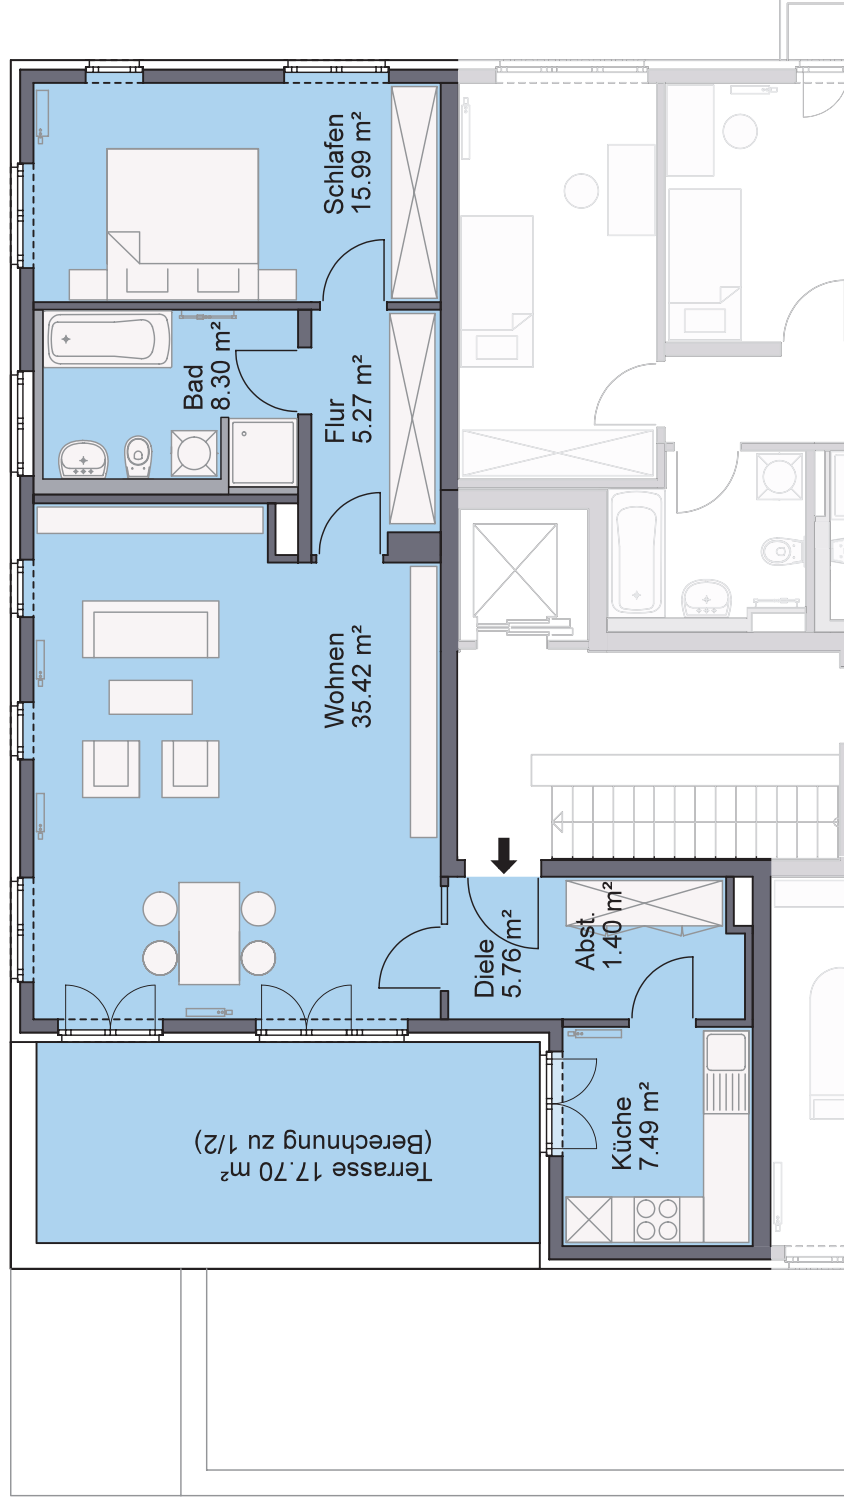 Schlafen
15.99 m²
Bad
8.30 m²
Flur
5.27 m²
Wohnen
35.42 m²
Diele
5.76 m²
Abst.
1.40 m²
Küche
7.49 m²
Terrasse 17.70 m²
(Berechnung zu 1/2)